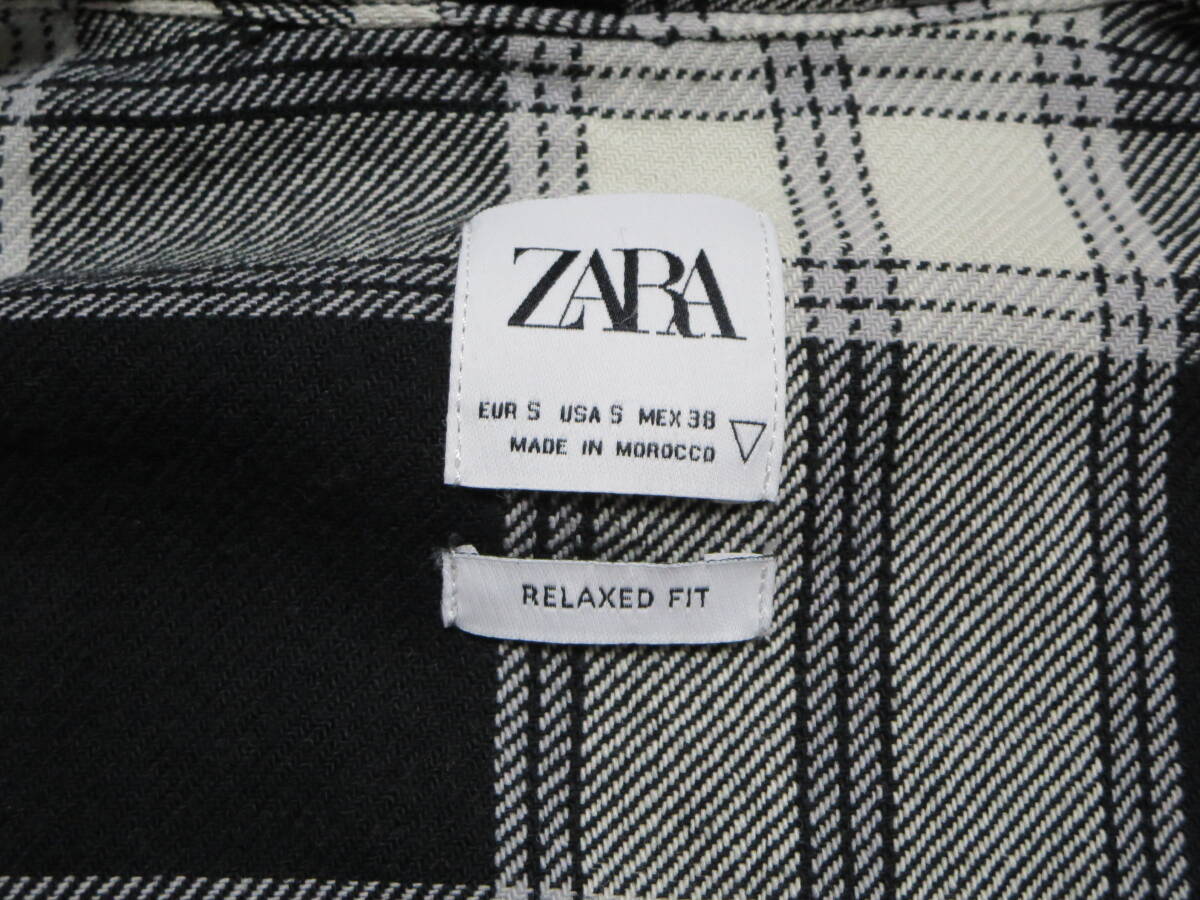 ZARA
EUR S USA S MEX 38
MADE IN MOROCCO
RELAXED FIT